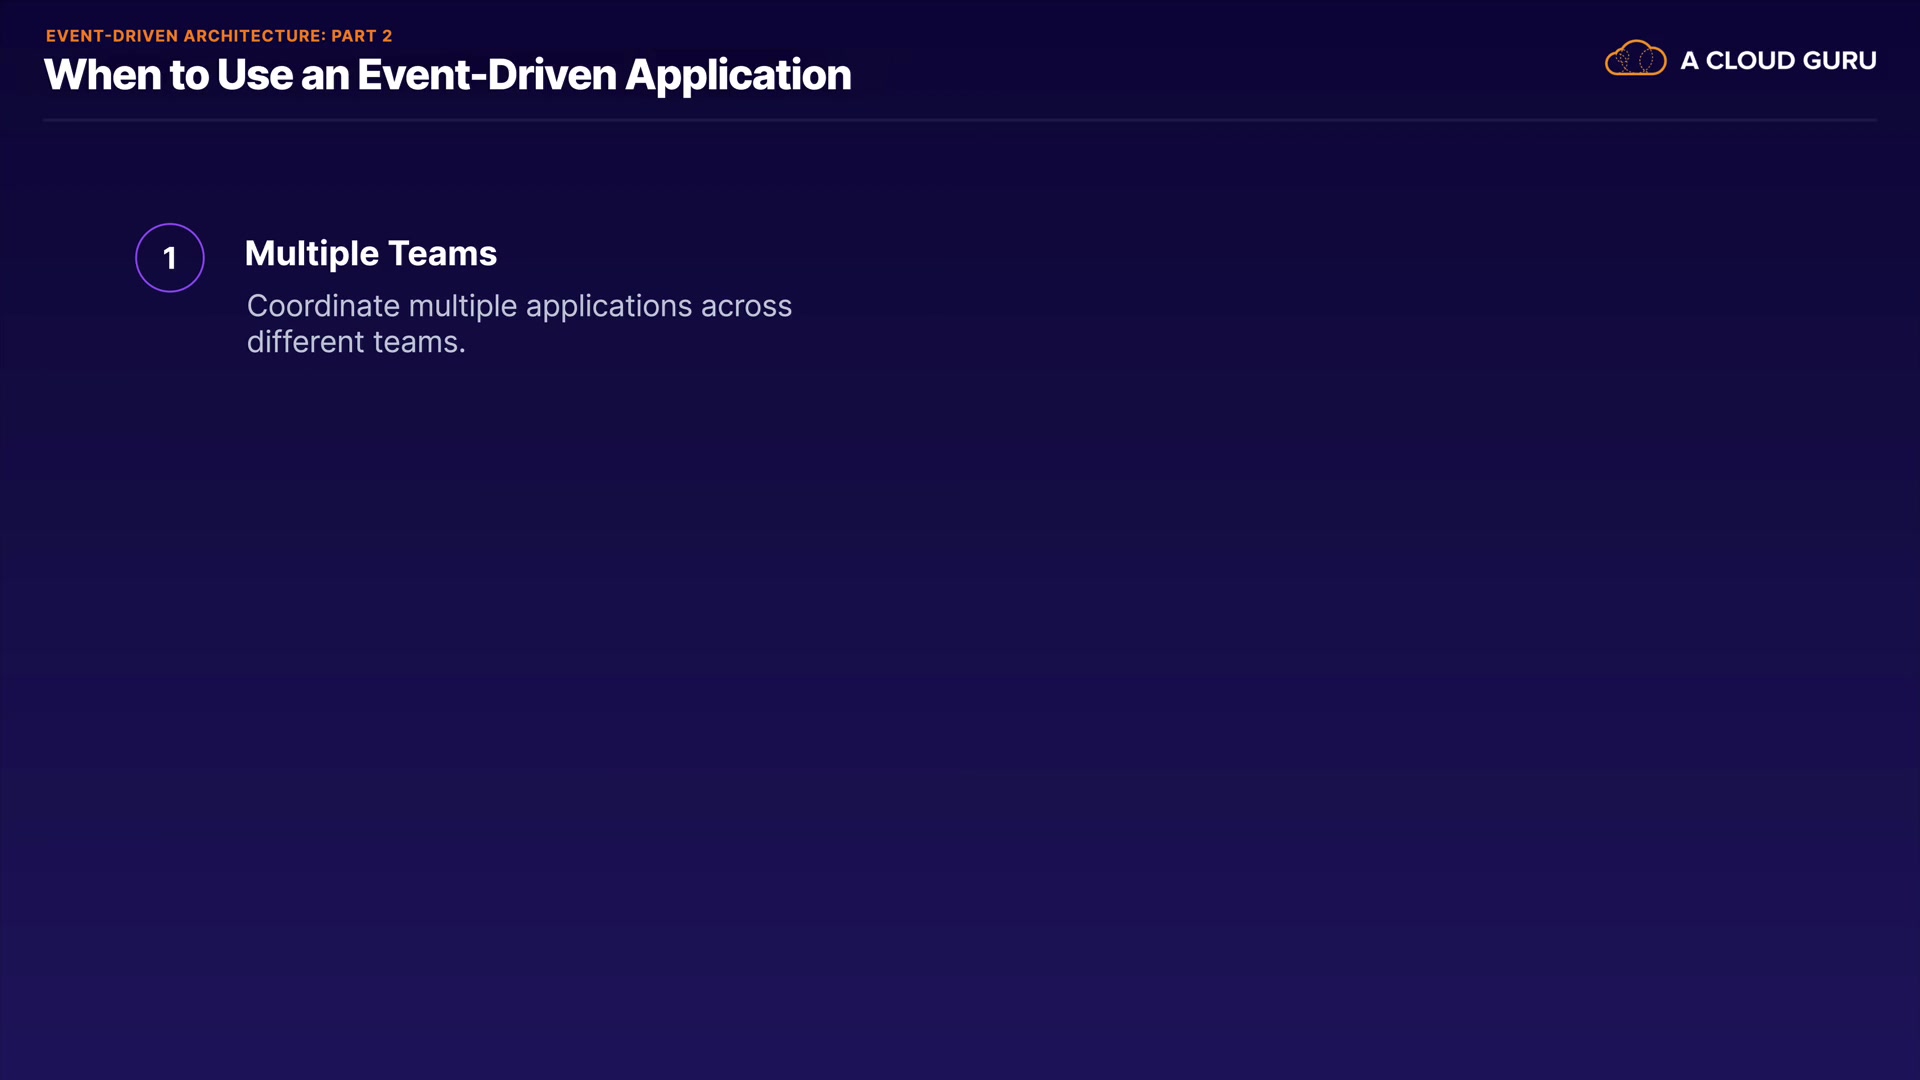 EVENT-DRIVEN ARCHITECTURE: PART 2
When to Use an Event-Driven Application
A CLOUD GURU
1
Multiple Teams
Coordinate multiple applications across
different teams.